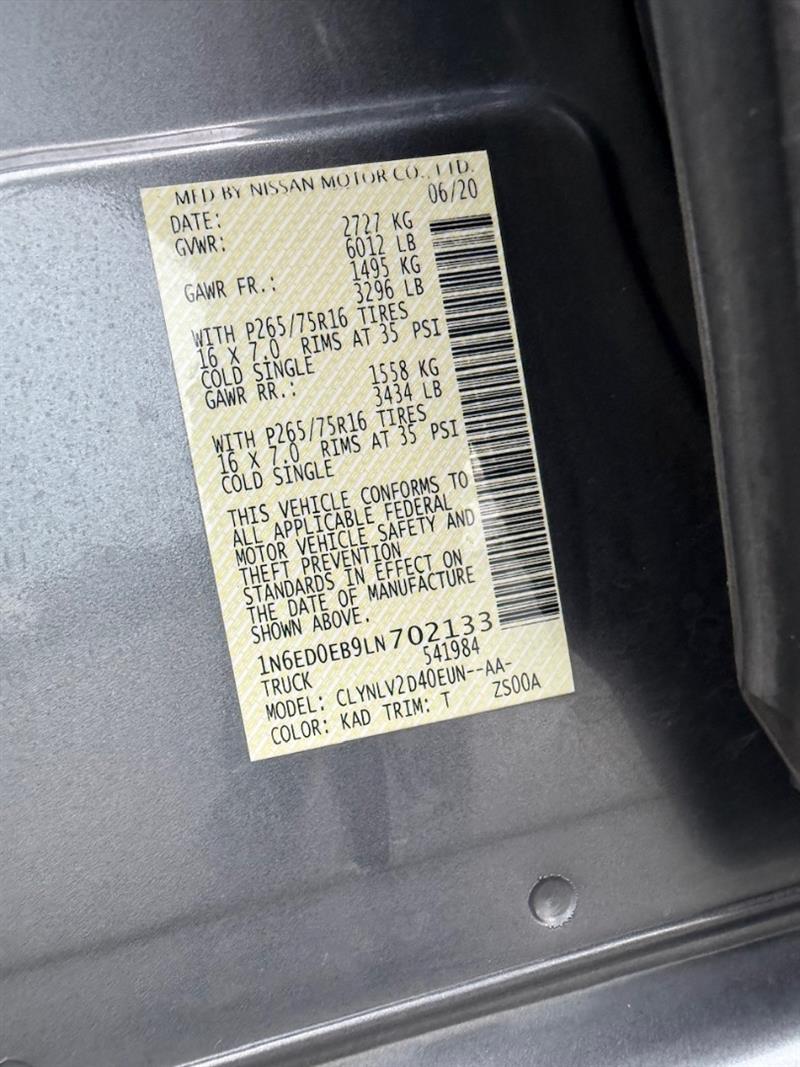 MFD BY NISSAN MOTOR CO., LTD.
DATE: 06/20
GVWR: 2727 KG
6012 LB
GAWR FR.: 1495 KG
3296 LB
WITH P265/75R16 TIRES
16 X 7.0 RIMS AT 35 PSI
COLD SINGLE
GAWR RR.: 1558 KG
3434 LB
WITH P265/75R16 TIRES
16 X 7.0 RIMS AT 35 PSI
COLD SINGLE
THIS VEHICLE CONFORMS TO
ALL APPLICABLE FEDERAL
MOTOR VEHICLE SAFETY AND
THEFT PREVENTION
STANDARDS IN EFFECT ON
THE DATE OF MANUFACTURE
SHOWN ABOVE.
1N6ED0EB9LN702133
TRUCK 541984
MODEL: CLYNLV2D40EUN--AA-
COLOR: KAD TRIM: T ZS00A